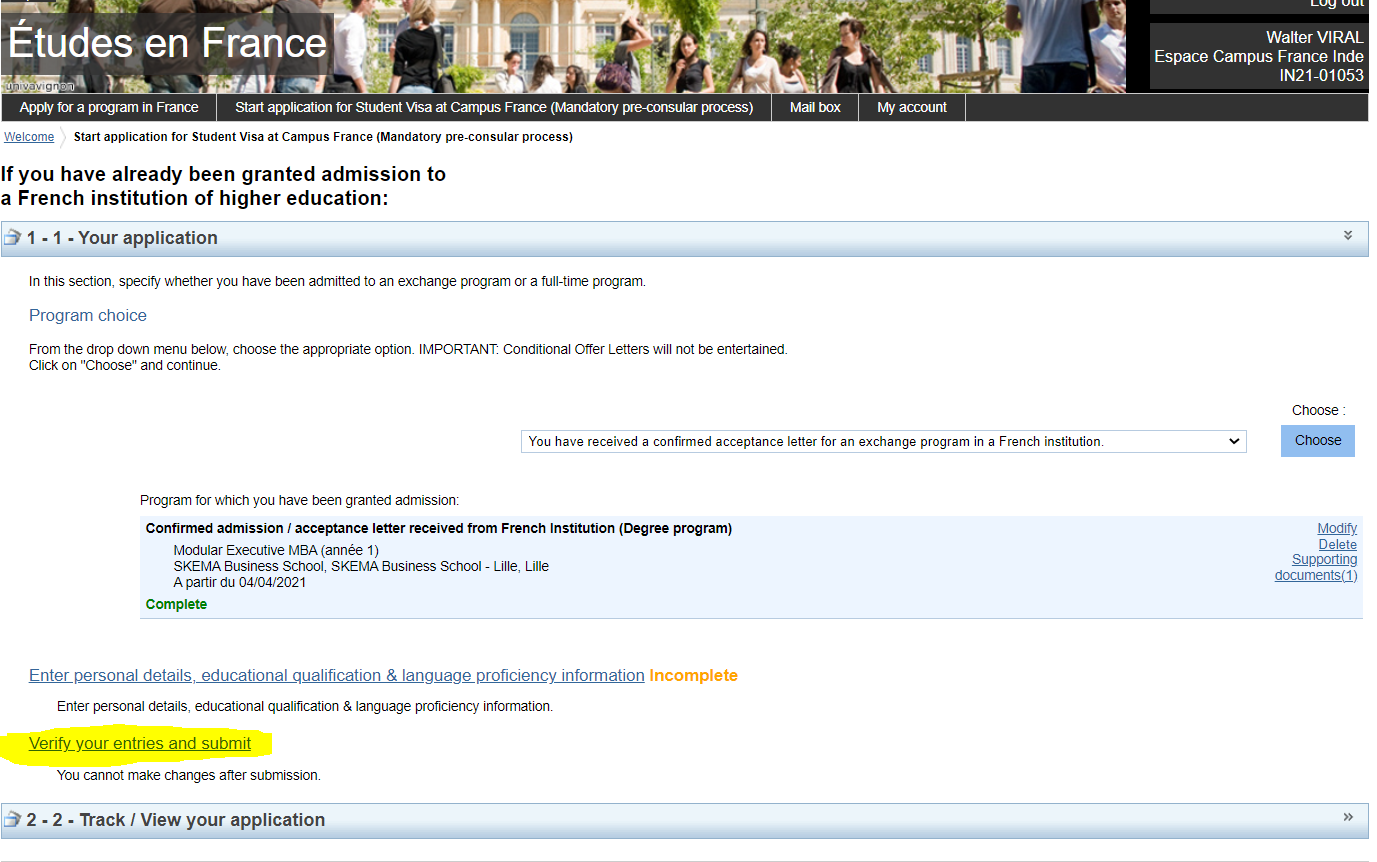 Log out
Études en France
univavignon
Walter VIRAL
Espace Campus France Inde
IN21-01053
Apply for a program in France
Start application for Student Visa at Campus France (Mandatory pre-consular process)
Mail box
My account
Welcome
Start application for Student Visa at Campus France (Mandatory pre-consular process)
If you have already been granted admission to
a French institution of higher education:
1 - 1 - Your application
In this section, specify whether you have been admitted to an exchange program or a full-time program.
Program choice
From the drop down menu below, choose the appropriate option. IMPORTANT: Conditional Offer Letters will not be entertained.
Click on "Choose" and continue.
Choose :
You have received a confirmed acceptance letter for an exchange program in a French institution.
Choose
Program for which you have been granted admission:
Confirmed admission / acceptance letter received from French Institution (Degree program)
Modify
Modular Executive MBA (année 1)
Delete
SKEMA Business School, SKEMA Business School - Lille, Lille
Supporting
A partir du 04/04/2021
documents(1)
Complete
Enter personal details, educational qualification & language proficiency information Incomplete
Enter personal details, educational qualification & language proficiency information.
Verify your entries and submit
You cannot make changes after submission.
2 - 2 - Track / View your application